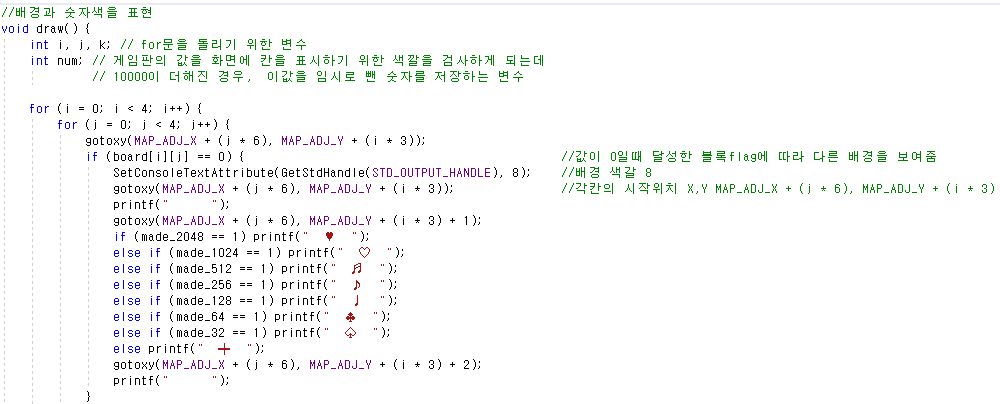 //배경과 숫자색을 표현
void draw() {
    int i, j, k; // for문을 돌리기 위한 변수
    int num; // 게임판의 값을 화면에 칸을 표시하기 위한 색깔을 검사하게 되는데
             // 10000이 더해진 경우, 이값을 임시로 뺀 숫자를 저장하는 변수
    for (i = 0; i < 4; i++) {
        for (j = 0; j < 4; j++) {
            gotoxy(MAP_ADJ_X + (j * 6), MAP_ADJ_Y + (i * 3));
            if (board[i][j] == 0) { //값이 0일때 달성한 블록flag에 따라 다른 배경을 보여줌
                SetConsoleTextAttribute(GetStdHandle(STD_OUTPUT_HANDLE), 8); //배경 색갈 8
                gotoxy(MAP_ADJ_X + (j * 6), MAP_ADJ_Y + (i * 3)); //각칸의 시작위치 X,Y MAP_ADJ_X + (j * 6), MAP_ADJ_Y + (i * 3)
                printf("      ");
                gotoxy(MAP_ADJ_X + (j * 6), MAP_ADJ_Y + (i * 3) + 1);
                if (made_2048 == 1) printf("  ♥  ");
                else if (made_1024 == 1) printf("  ♡  ");
                else if (made_512 == 1) printf("  ♬  ");
                else if (made_256 == 1) printf("  ♪  ");
                else if (made_128 == 1) printf("  ♩  ");
                else if (made_64 == 1) printf("  ♣  ");
                else if (made_32 == 1) printf("  ♤  ");
                else printf("  ┼  ");
                gotoxy(MAP_ADJ_X + (j * 6), MAP_ADJ_Y + (i * 3) + 2);
                printf("      ");
            }